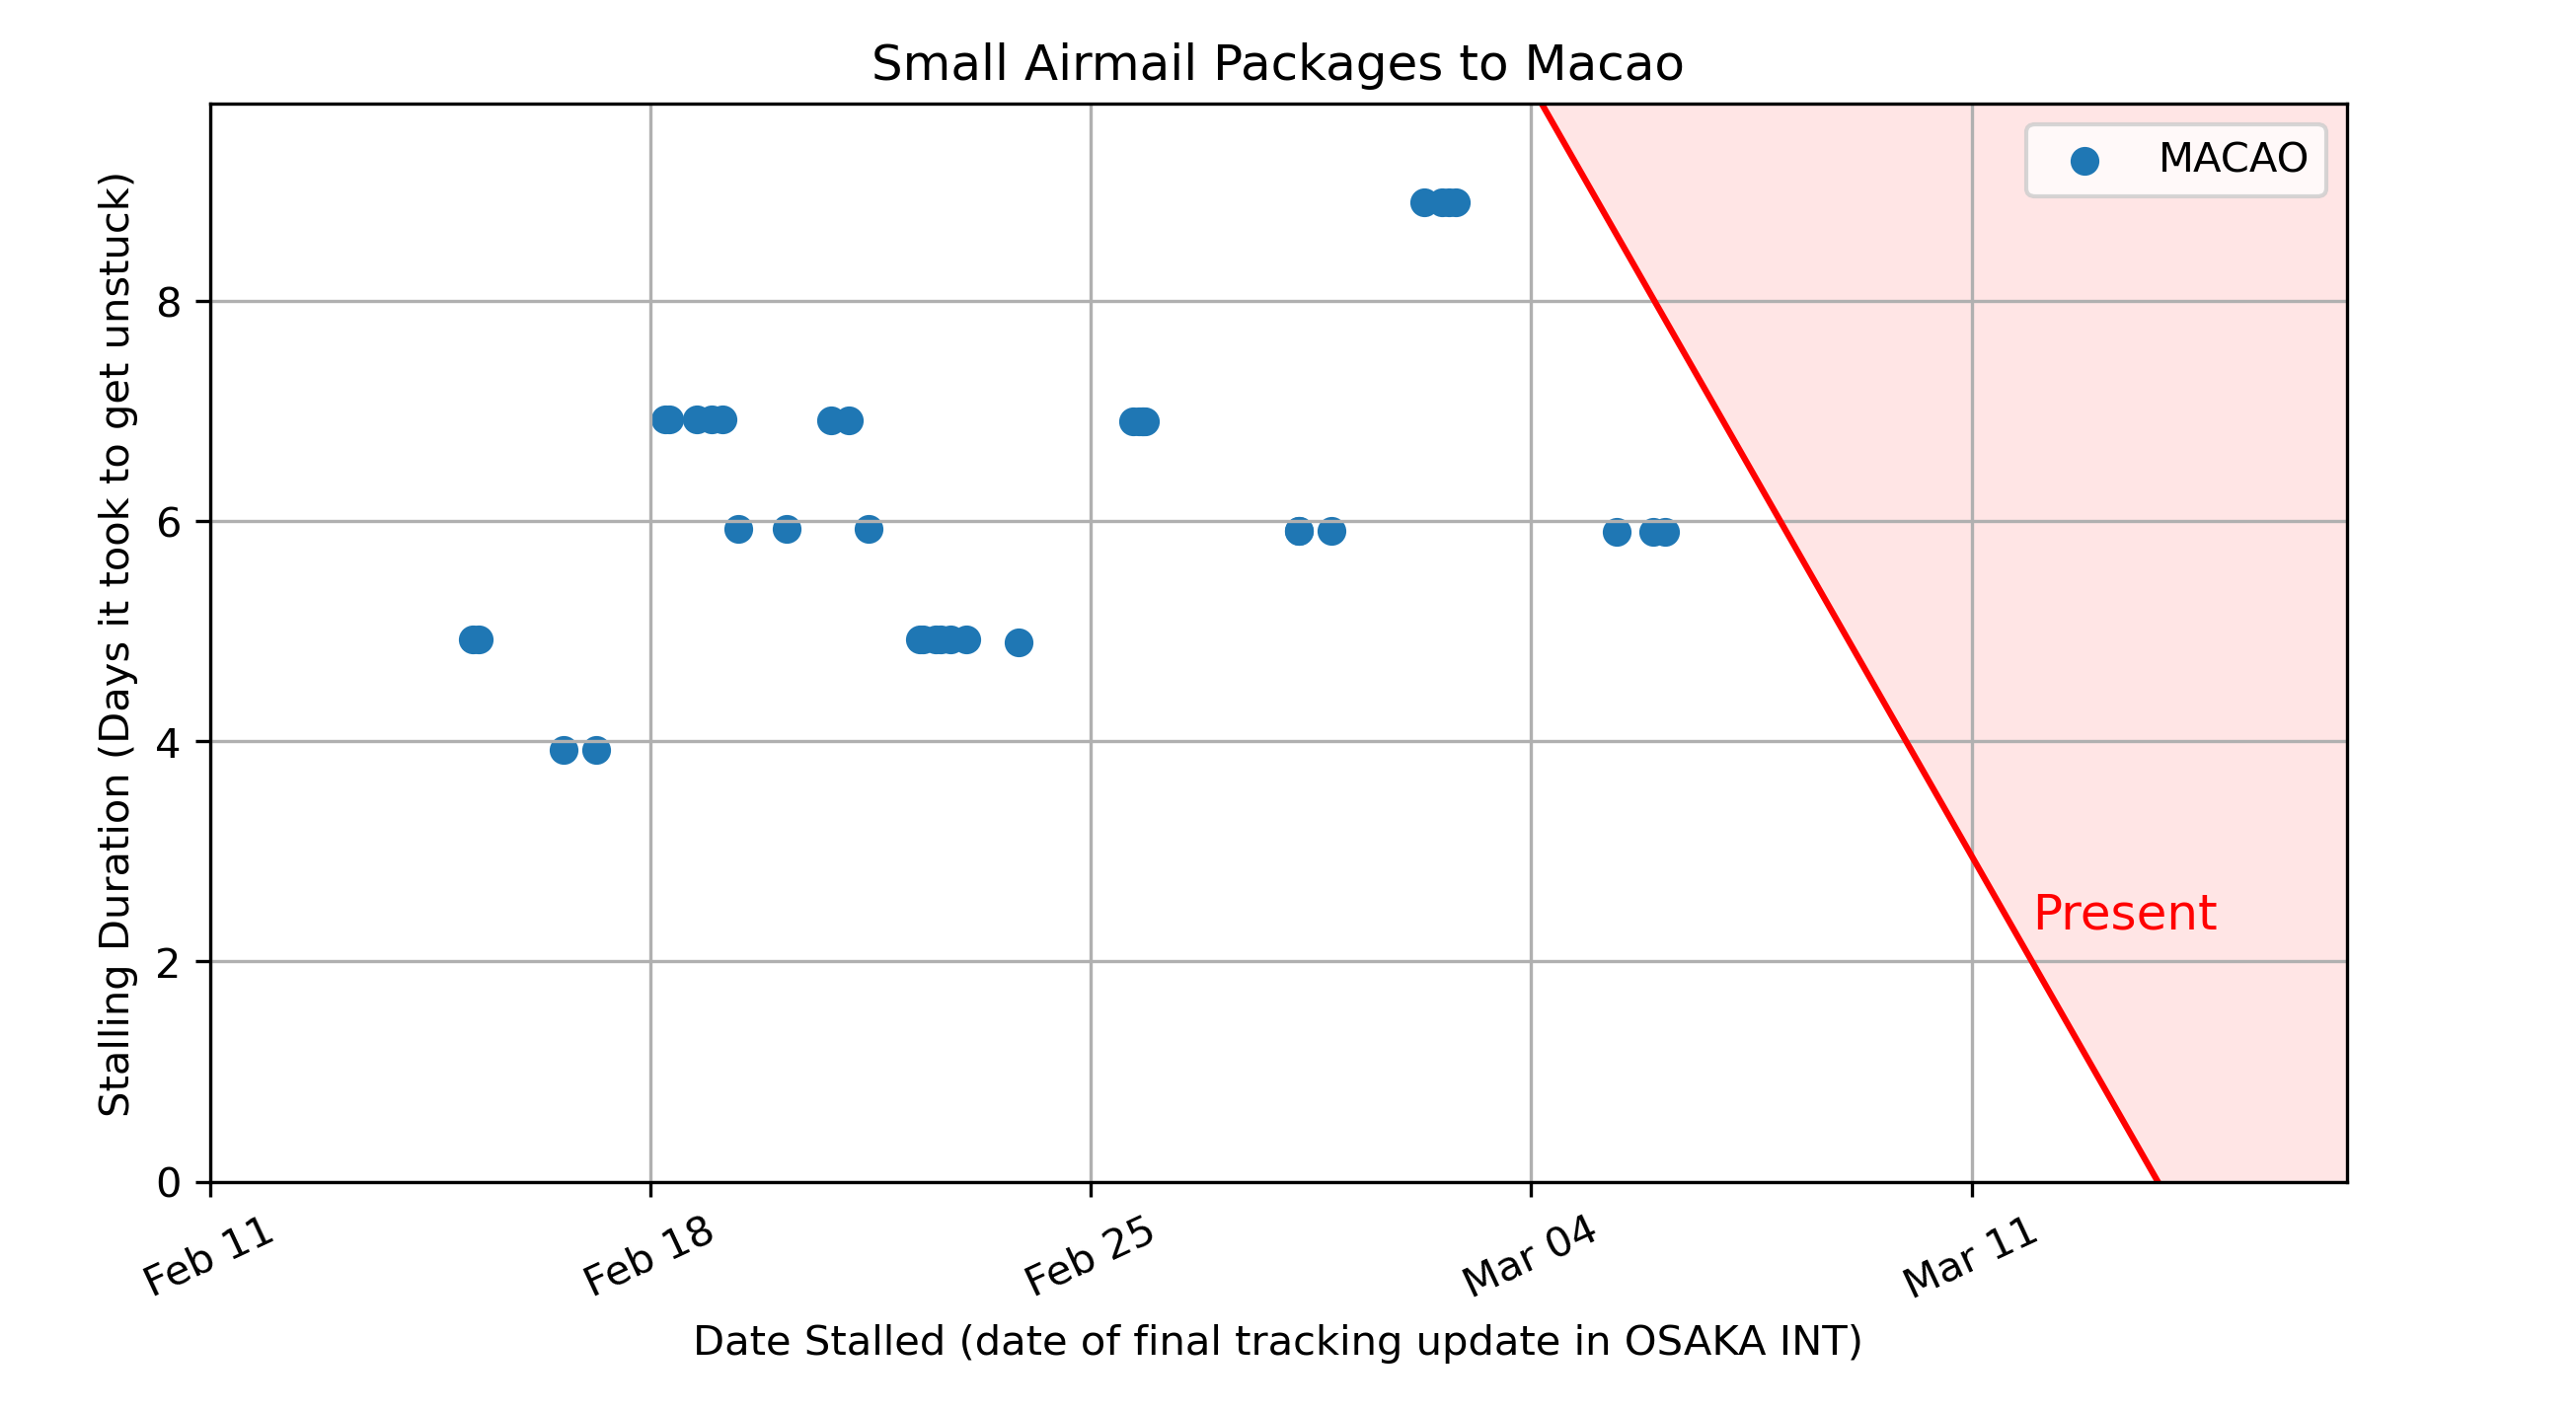 Small Airmail Packages to Macao
MACAO
Stalling Duration (Days it took to get unstuck)
8
6
4
2
0
Present
Feb 11
Feb 18
Feb 25
Mar 04
Mar 11
Date Stalled (date of final tracking update in OSAKA INT)